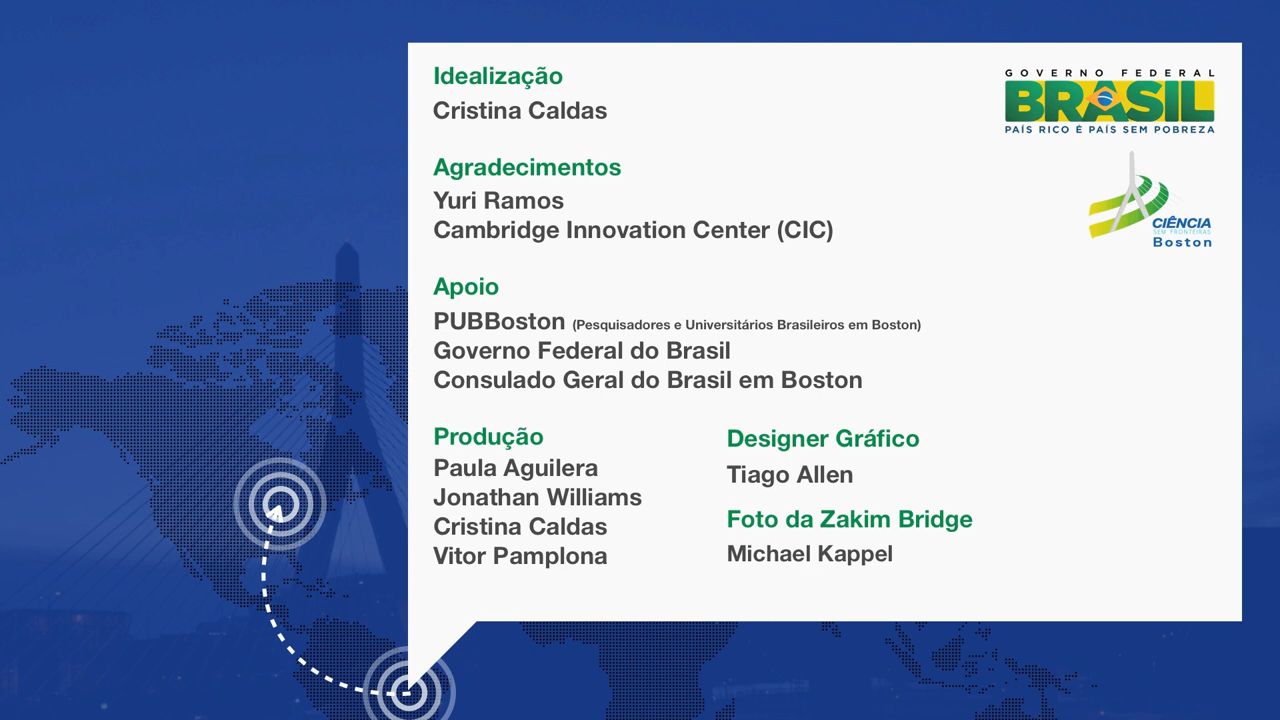 Idealização
Cristina Caldas
Agradecimentos
Yuri Ramos
Cambridge Innovation Center (CIC)
Apoio
PUBBoston (Pesquisadores e Universitários Brasileiros em Boston)
Governo Federal do Brasil
Consulado Geral do Brasil em Boston
Produção
Paula Aguilera
Jonathan Williams
Cristina Caldas
Vitor Pamplona
Designer Gráfico
Tiago Allen
Foto da Zakim Bridge
Michael Kappel
GOVERNO FEDERAL
BRASIL
PAÍS RICO É PAÍS SEM POBREZA
CIÊNCIA
SEM FRONTEIRAS
Boston